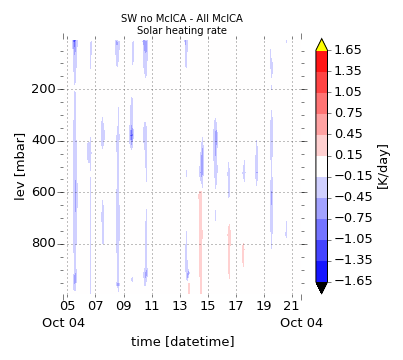 SW no McICA - All McICA
Solar heating rate
lev [mbar]
200
400
600
800
05 07 09 11 13 15 17 19 21
Oct 04 Oct 04
time [datetime]
1.65
1.35
1.05
0.75
0.45
0.15
−0.15
−0.45
−0.75
−1.05
−1.35
−1.65
[K/day]